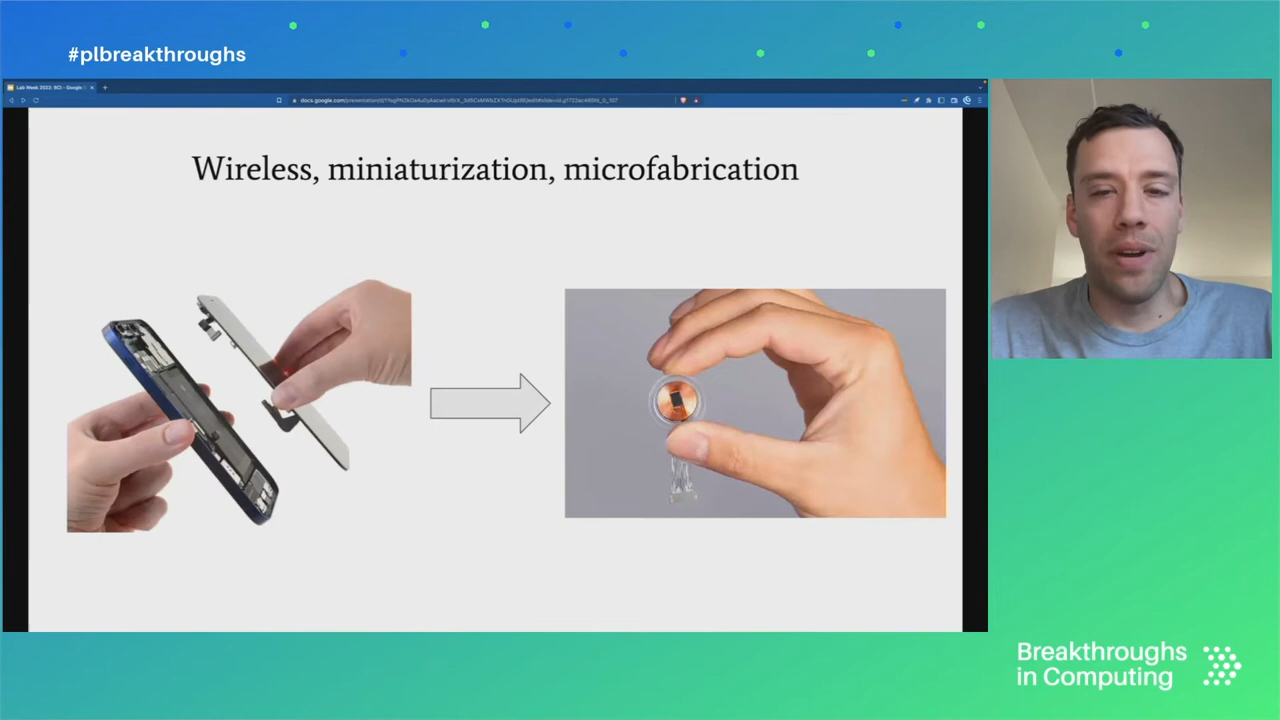 #plbreakthroughs
Wireless, miniaturization, microfabrication
Breakthroughs
in Computing